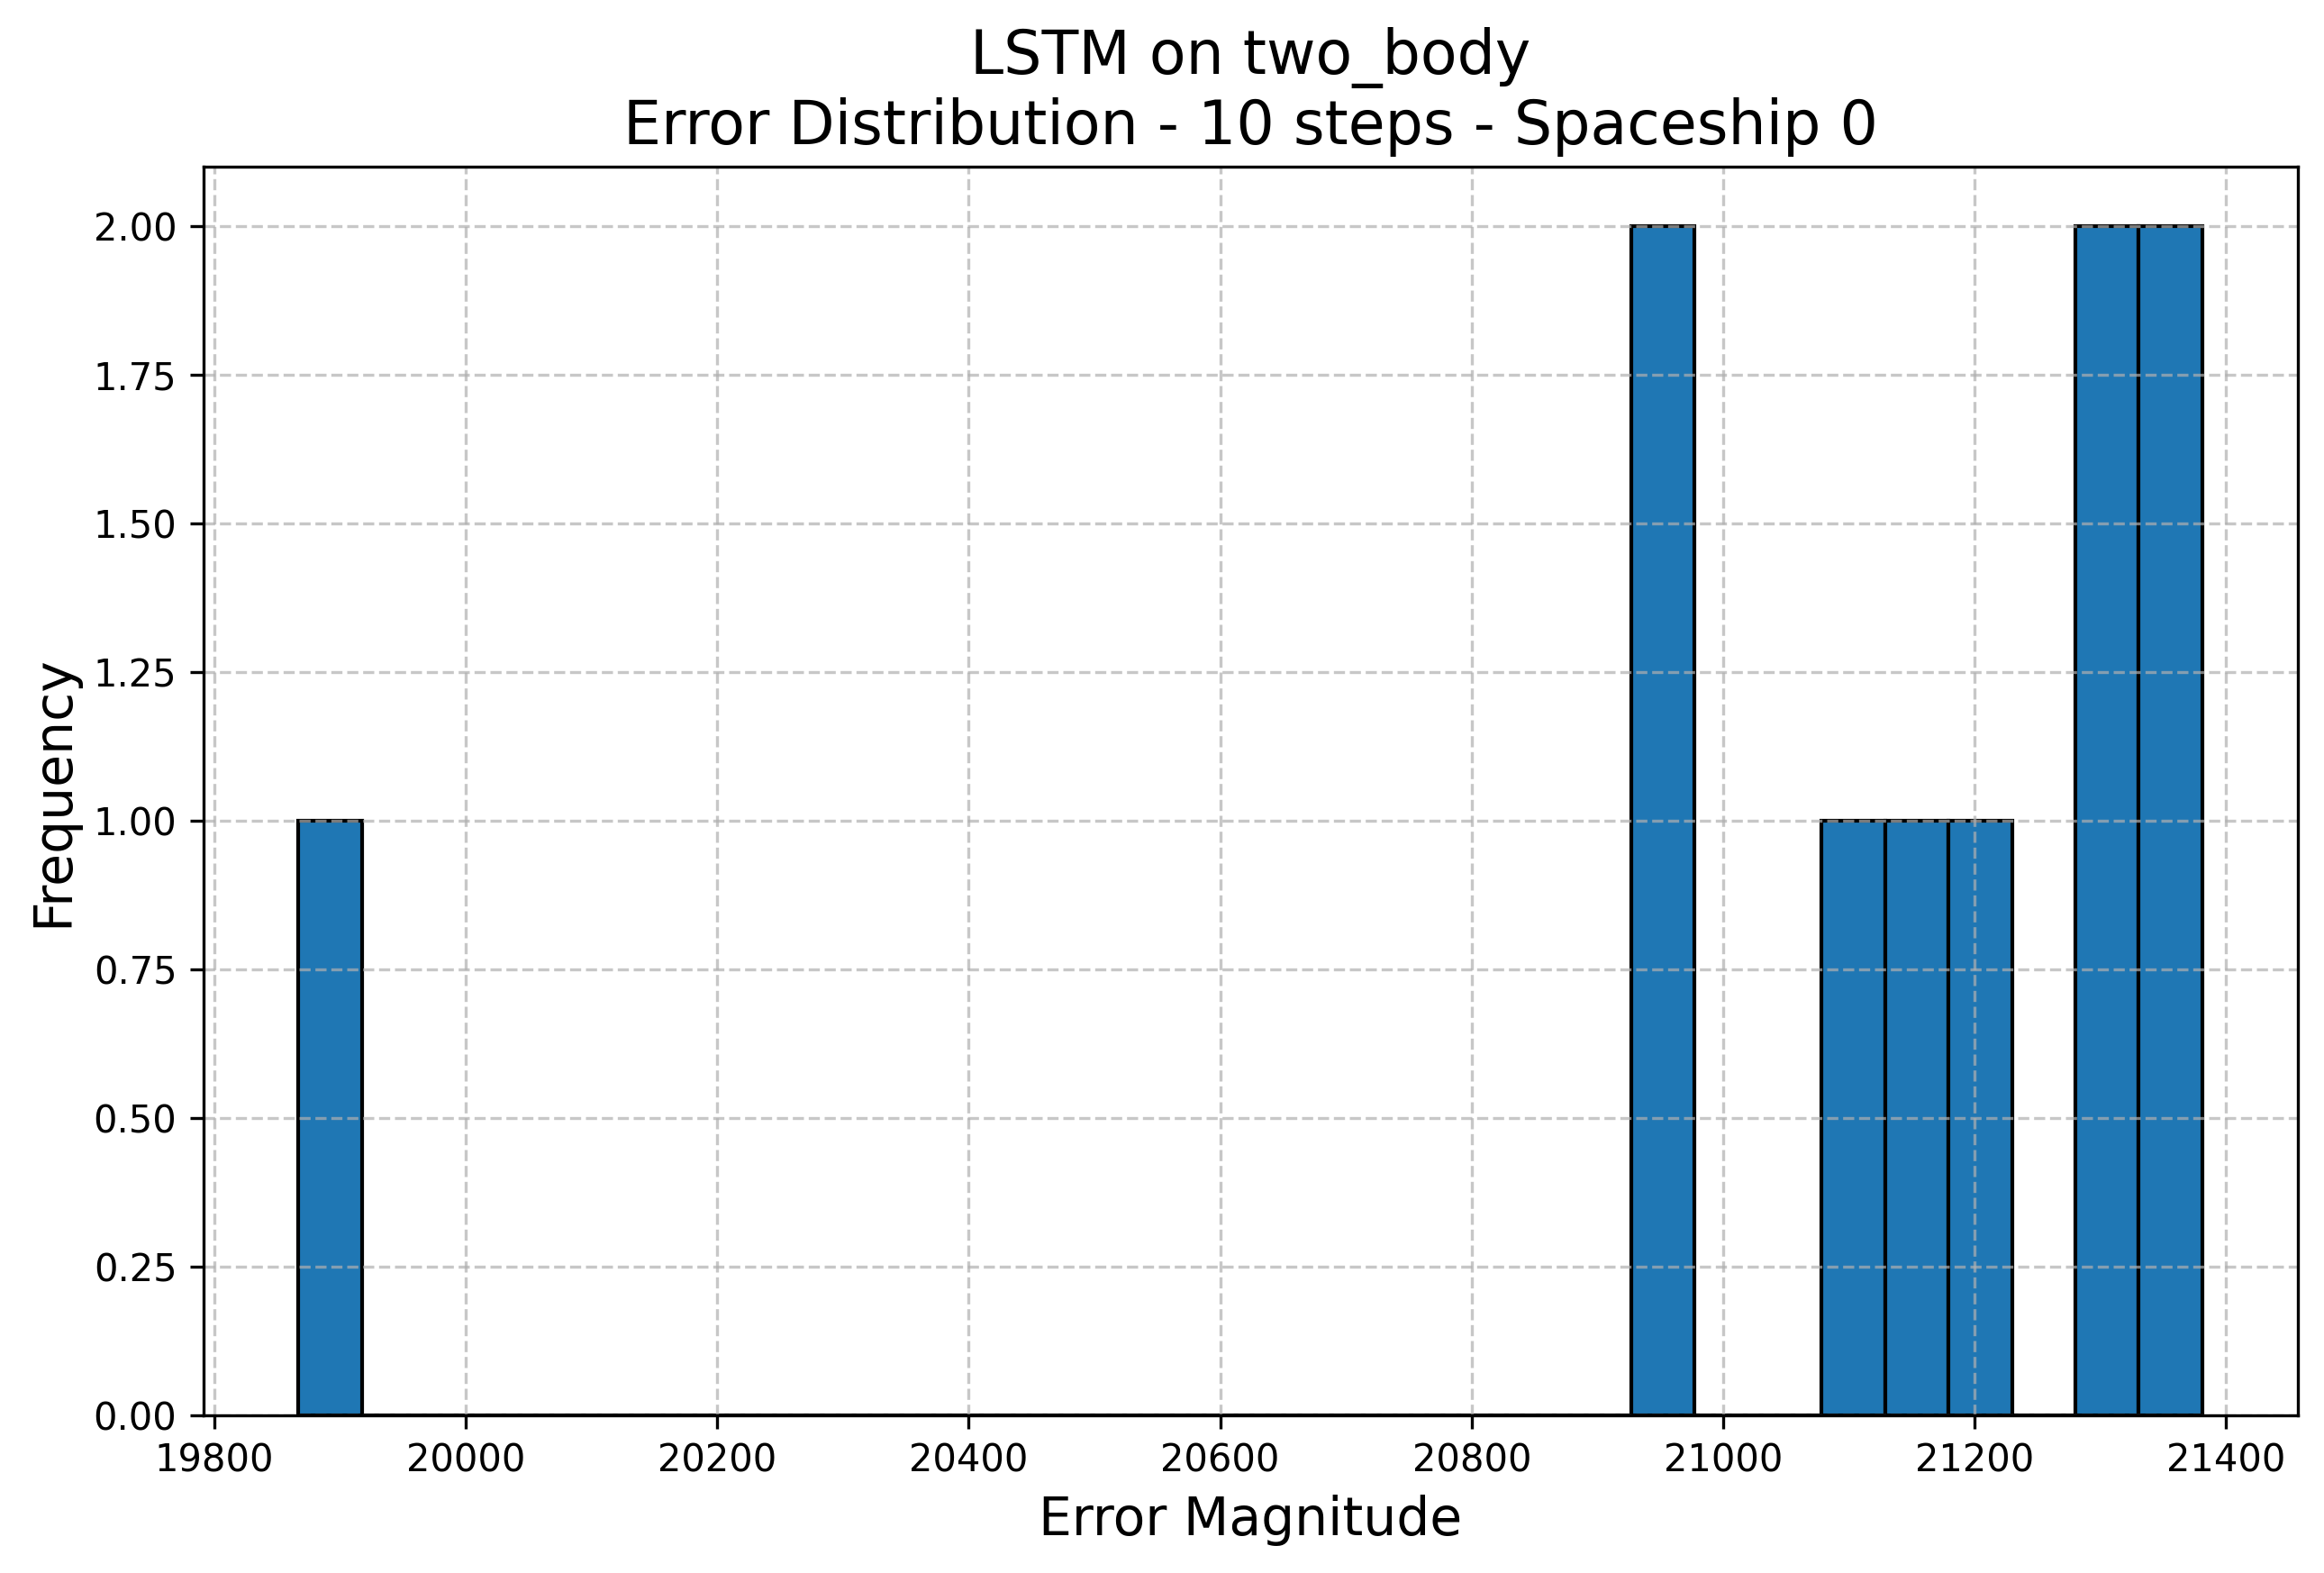 LSTM on two_body
Error Distribution - 10 steps - Spaceship 0
2.00
1.75
1.50
1.25
1.00
0.75
0.50
0.25
0.00
Frequency
19800 20000 20200 20400 20600 20800 21000 21200 21400
Error Magnitude